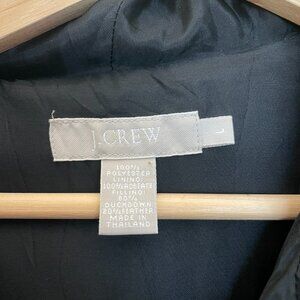 J.CREW
L
100%
POLYESTER
LINING:
100% ACETATE
FILLING:
80%
DUCKDOWN
20% FEATHER
MADE IN
THAILAND